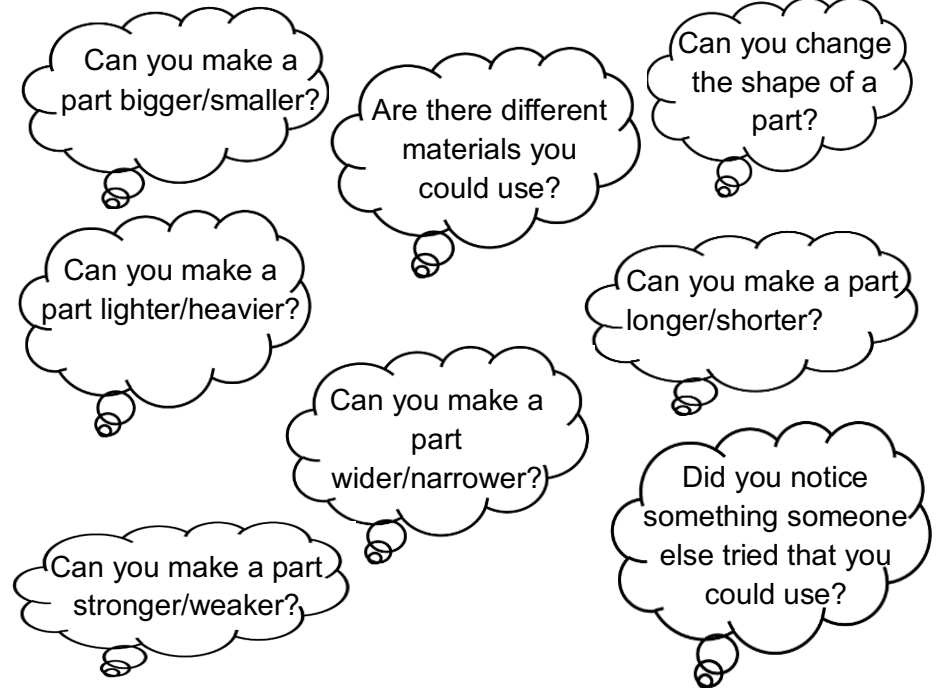 Can you make a
part bigger/smaller?
Are there different
materials you
could use?
Can you change
the shape of a
part?
Can you make a
part lighter/heavier?
Can you make a part
longer/shorter?
Can you make a
part
wider/narrower?
Did you notice
something someone
else tried that you
could use?
Can you make a part
stronger/weaker?